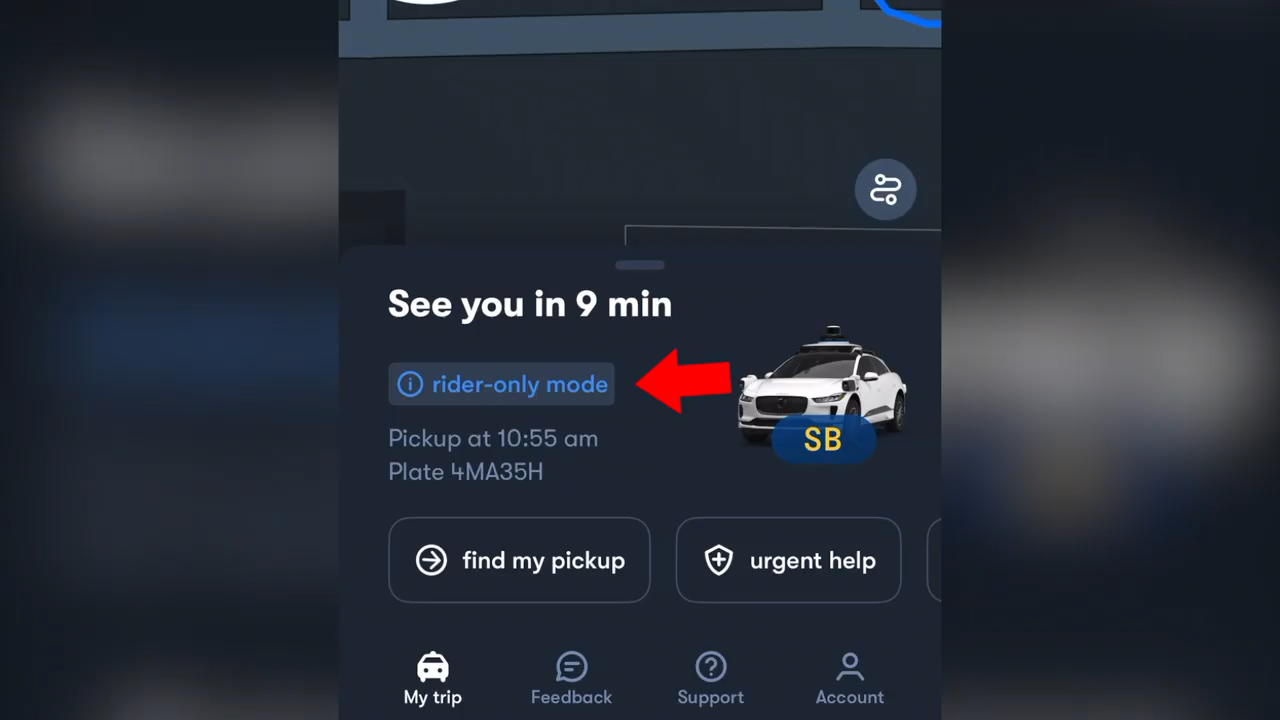 See you in 9 min
rider-only mode
SB
Pickup at 10:55 am
Plate 4MA35H
find my pickup
urgent help
My trip
Feedback
Support
Account